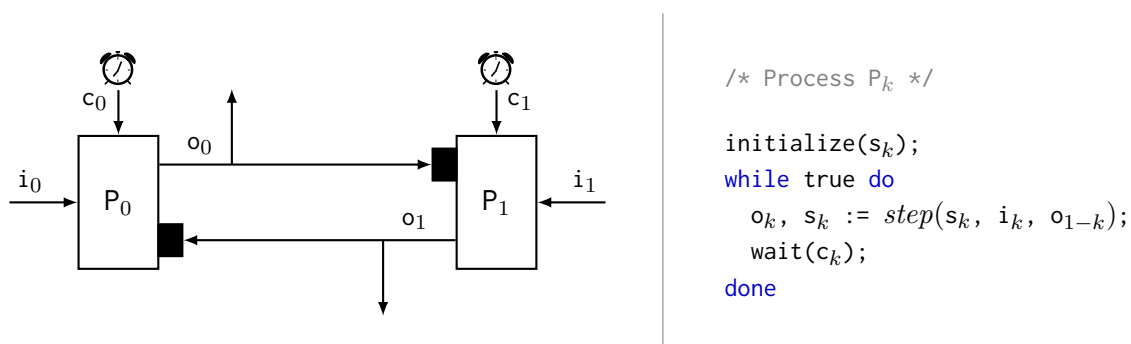 c₀
c₁
o₀
i₀
P₀
P₁
i₁
o₁
/* Process Pₖ */
initialize(sₖ);
while true do
oₖ, sₖ := step(sₖ, iₖ, o₁₋ₖ);
wait(cₖ);
done